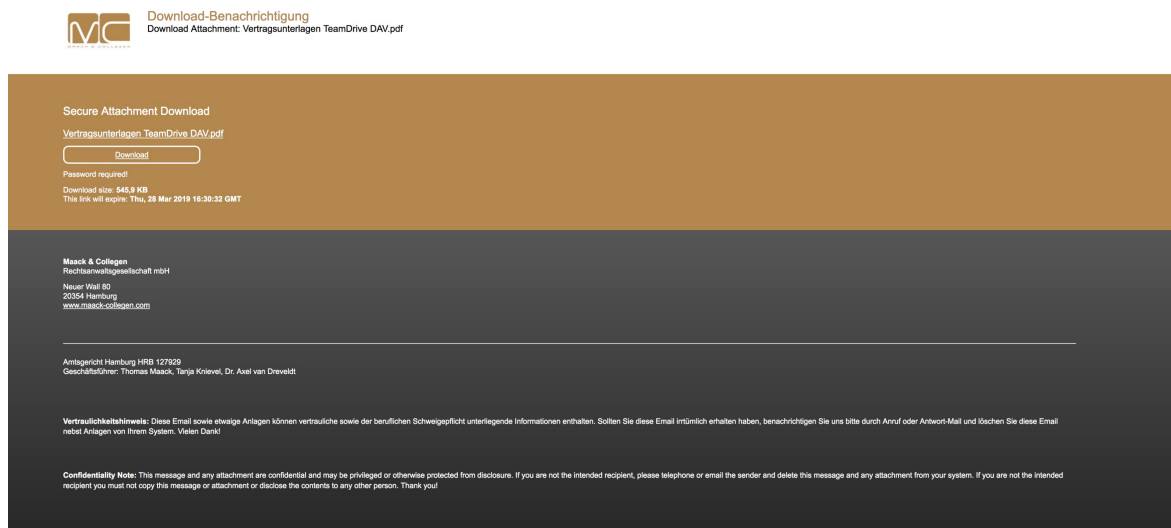 MC
MAACK & COLLEGEN
Download-Benachrichtigung
Download Attachment: Vertragsunterlagen TeamDrive DAV.pdf
Secure Attachment Download
Vertragsunterlagen TeamDrive DAV.pdf
Download
Password required!
Download size: 545,9 KB
This link will expire: Thu, 28 Mar 2019 16:30:32 GMT
Maack & Collegen
Rechtsanwaltsgesellschaft mbH
Neuer Wall 80
20354 Hamburg
www.maack-collegen.com
Amtsgericht Hamburg HRB 127929
Geschäftsführer: Thomas Maack, Tanja Knievel, Dr. Axel van Dreveldt
Vertraulichkeitshinweis: Diese Email sowie etwaige Anlagen können vertrauliche sowie der beruflichen Schweigepflicht unterliegende Informationen enthalten. Sollten Sie diese Email irrtümlich erhalten haben, benachrichtigen Sie uns bitte durch Anruf oder Antwort-Mail und löschen Sie diese Email
nebst Anlagen von Ihrem System. Vielen Dank!
Confidentiality Note: This message and any attachment are confidential and may be privileged or otherwise protected from disclosure. If you are not the intended recipient, please telephone or email the sender and delete this message and any attachment from your system. If you are not the intended
recipient you must not copy this message or attachment or disclose the contents to any other person. Thank you!